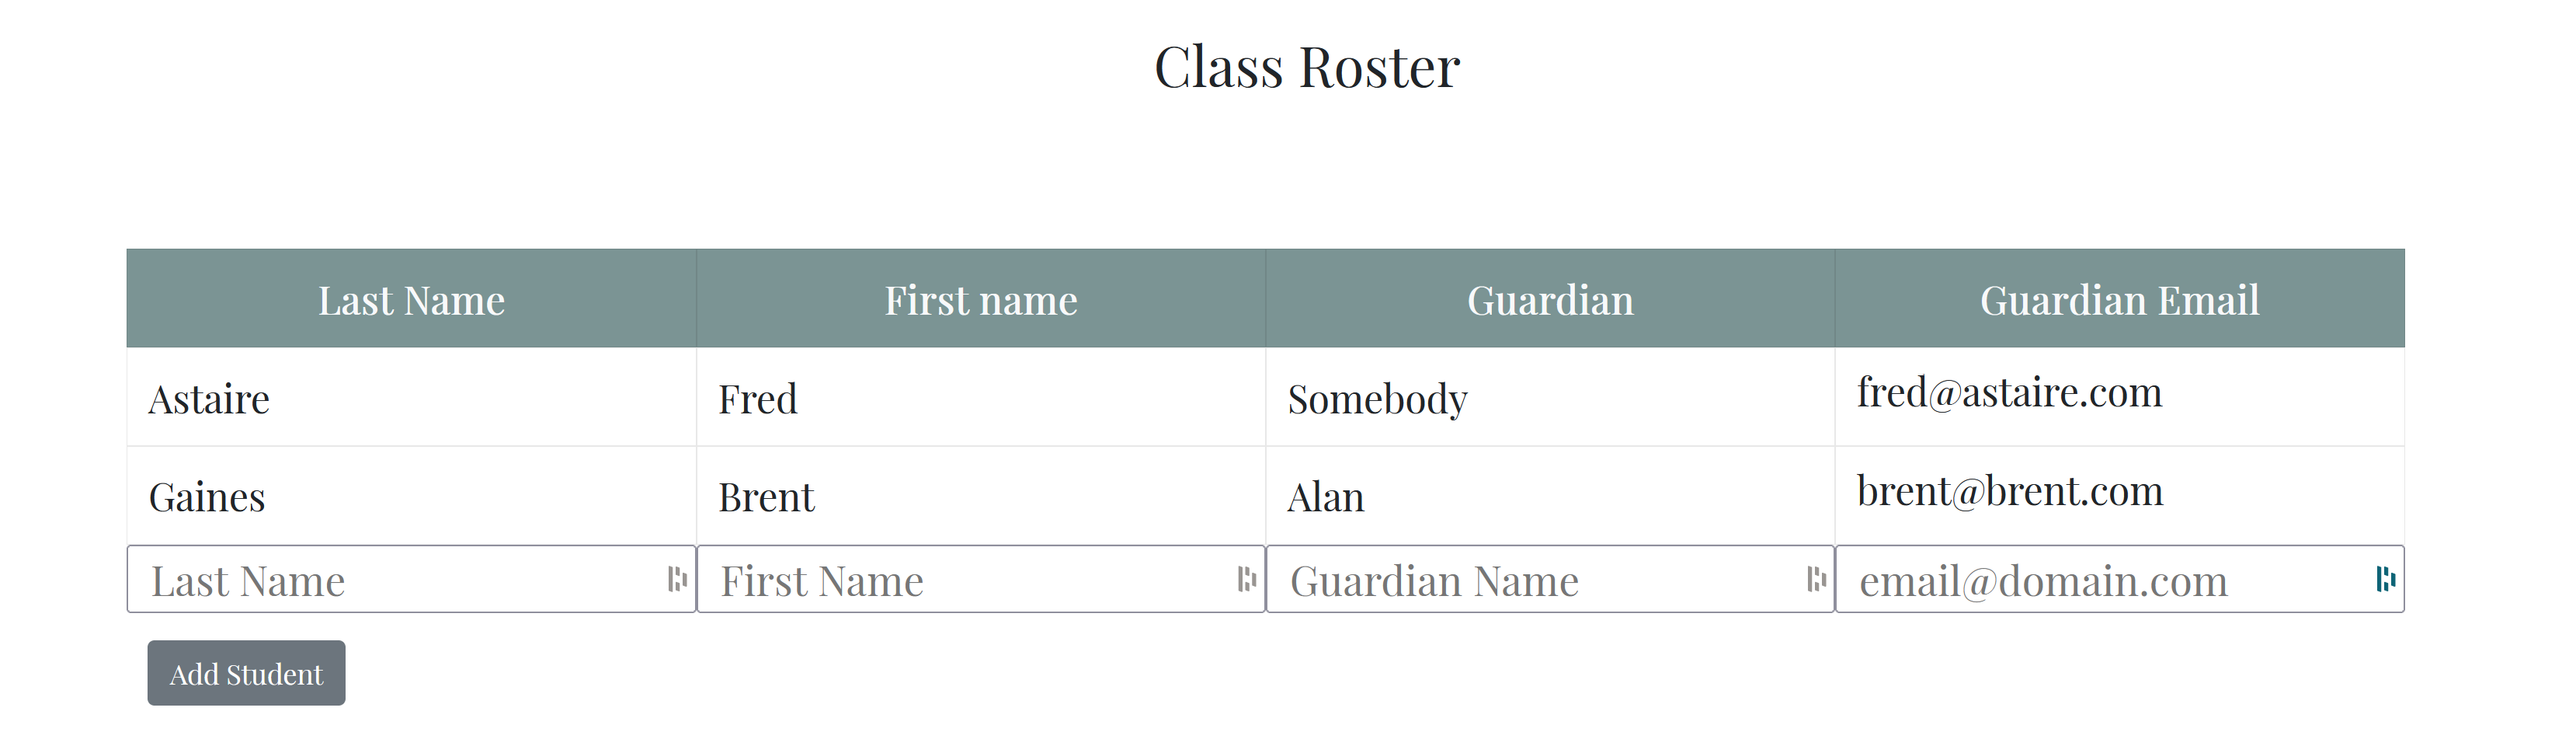 Class Roster
Last Name First name Guardian Guardian Email
Astaire Fred Somebody fred@astaire.com
Gaines Brent Alan brent@brent.com
Last Name First Name Guardian Name email@domain.com
Add Student